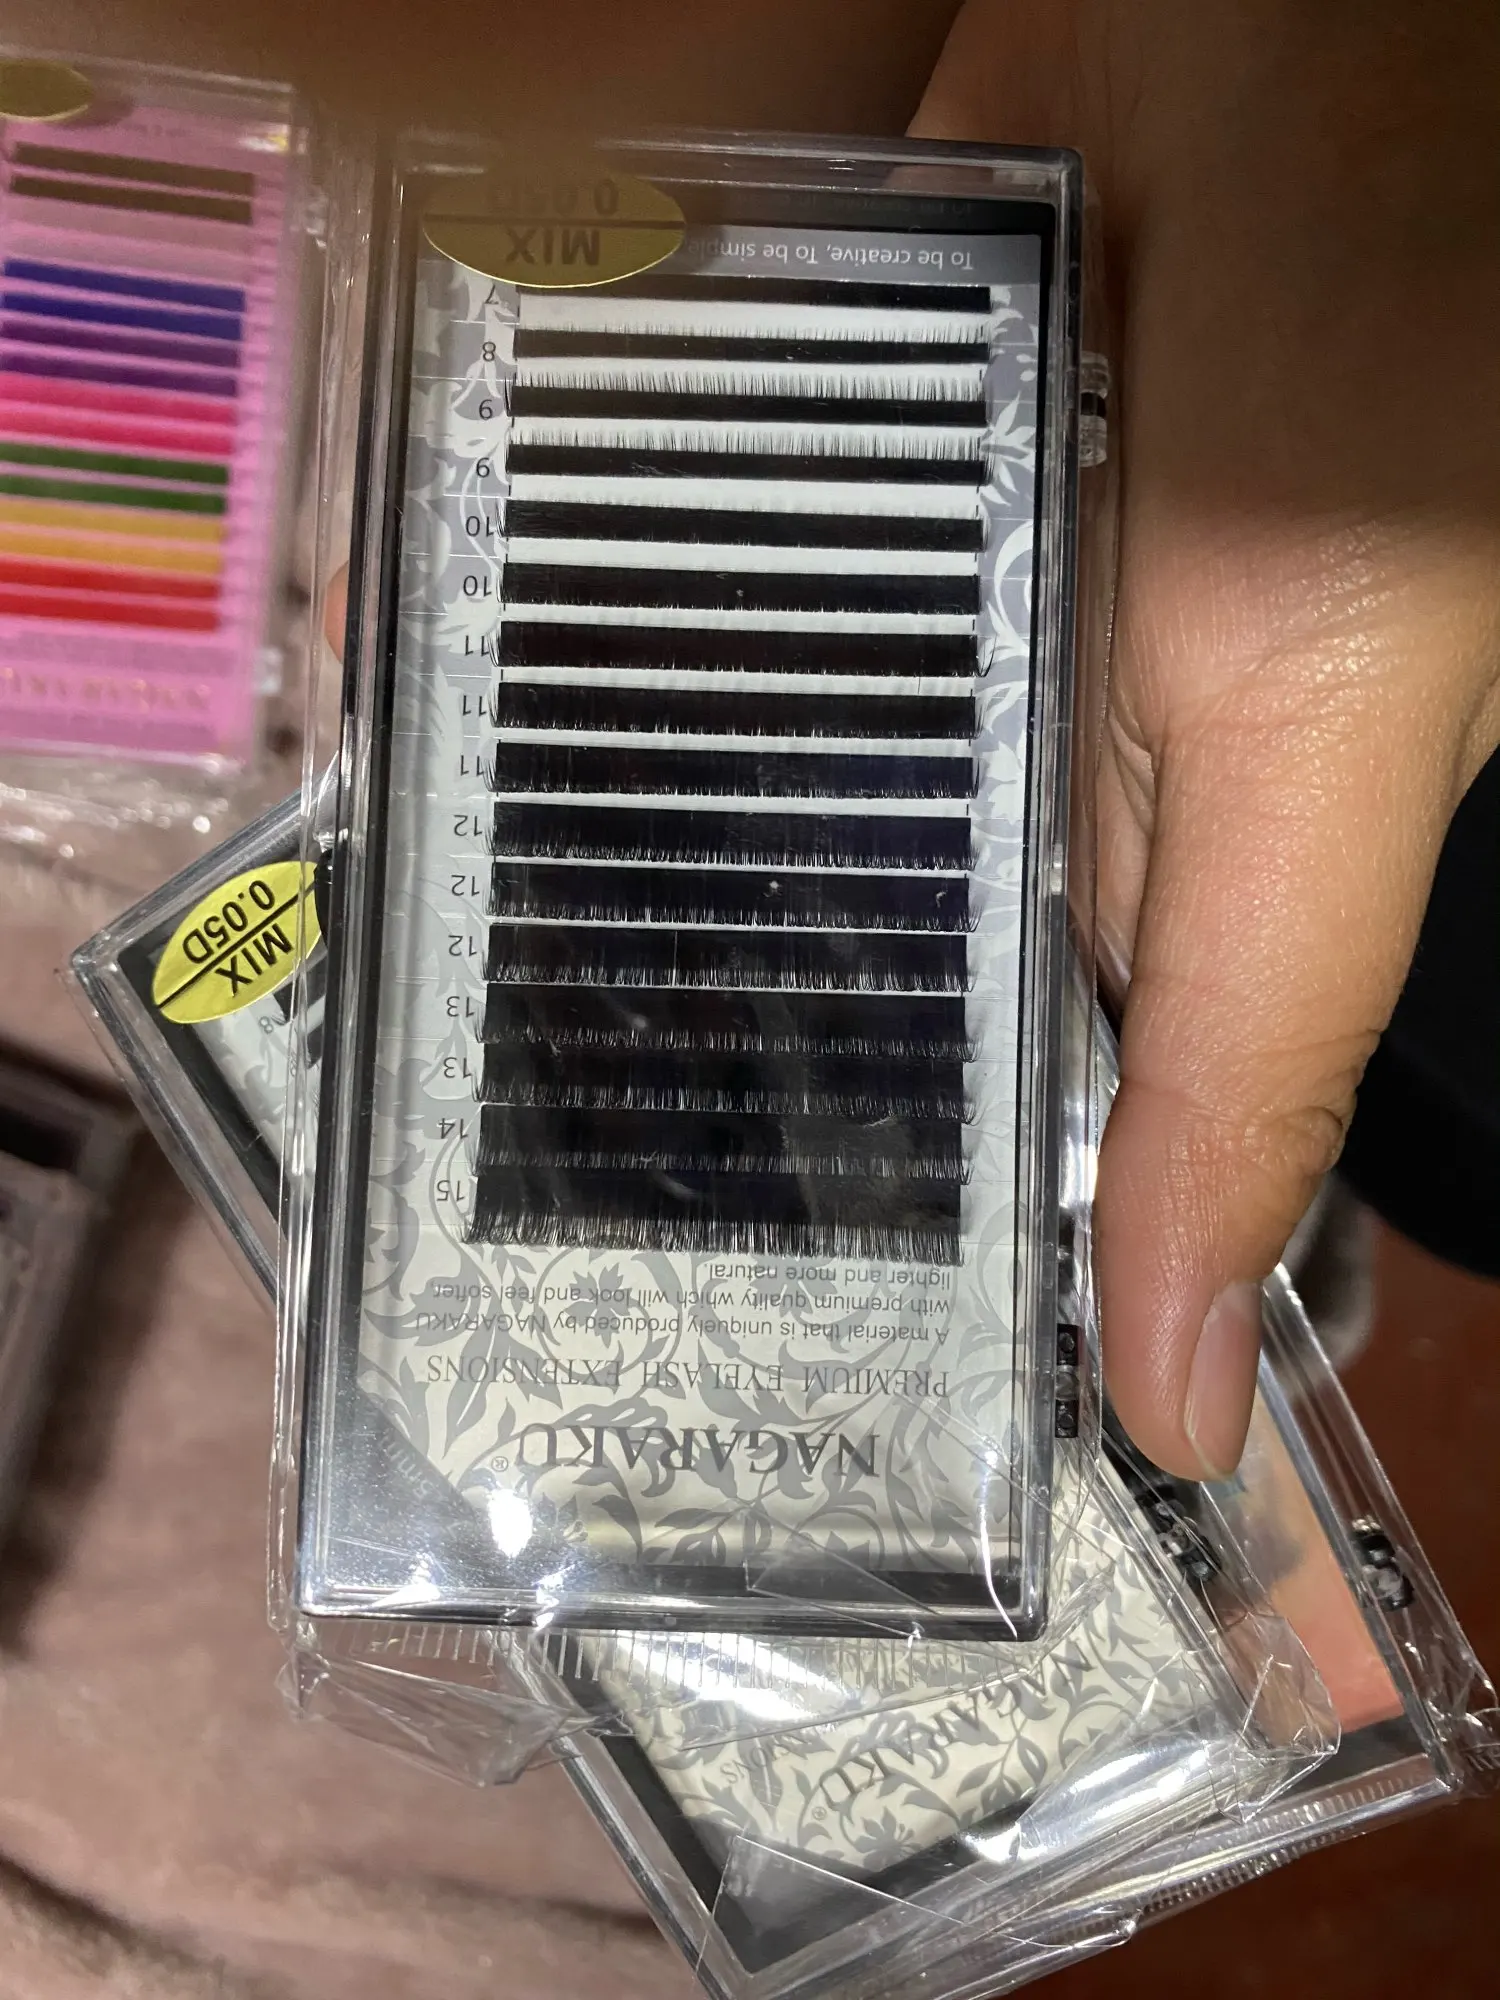 NAGARAKU®
PREMIUM EYELASH EXTENSIONS
A material that is uniquely produced by NAGARAKU
with premium quality which will look and feel softer
lighter and more natural.
15
14
13
13
12
12
12
11
11
11
10
10
9
9
8
7
To be creative, To be simple
MIX
MIX
0.05D
8
NAGARAKU®
NAGARAKU